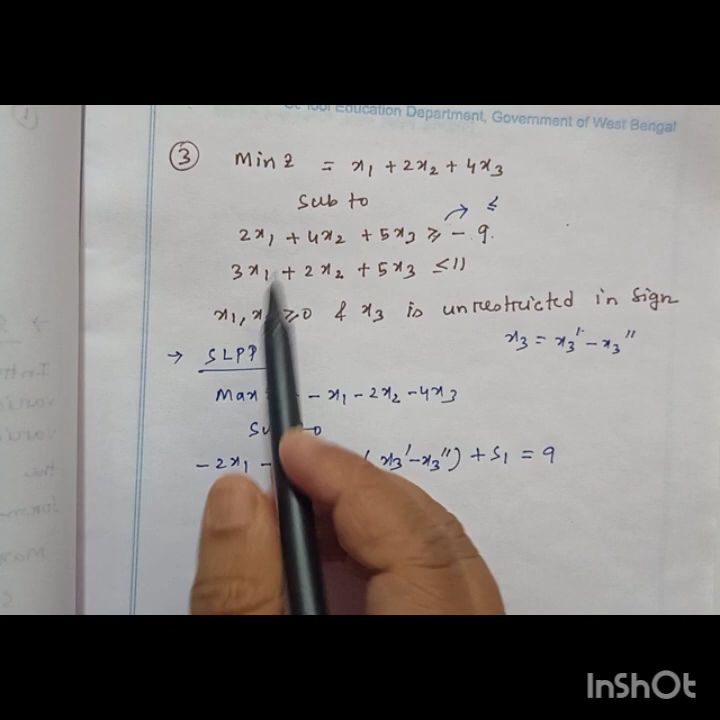 Education Department, Government of West Bengal
③ Min Z = x₁ + 2x₂ + 4x₃
Sub to
≤
2x₁ + 4x₂ + 5x₃ ≥ - 9.
3x₁ + 2x₂ + 5x₃ ≤ 11
x₁, x ≥0 & x₃ is unrestricted in sign
x₃ = x₃' - x₃''
→ SLPP
Max - x₁ - 2x₂ - 4x₃
- 2x₁ - ( x₃' - x₃'') + S₁ = 9
InShOt